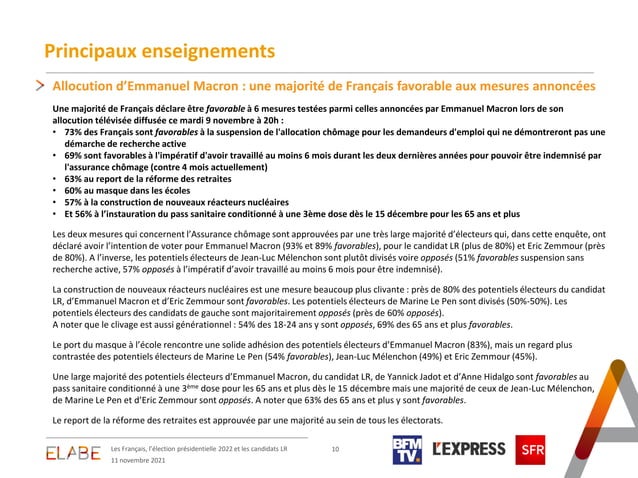 Principaux enseignements
Allocution d'Emmanuel Macron : une majorité de Français favorable aux mesures annoncées
Une majorité de Français déclare être favorable à 6 mesures testées parmi celles annoncées par Emmanuel Macron lors de son
allocution télévisée diffusée ce mardi 9 novembre à 20h :
• 73% des Français sont favorables à la suspension de l'allocation chômage pour les demandeurs d'emploi qui ne démontreront pas une
démarche de recherche active
• 69% sont favorables à l'impératif d'avoir travaillé au moins 6 mois durant les deux dernières années pour pouvoir être indemnisé par
l'assurance chômage (contre 4 mois actuellement)
• 63% au report de la réforme des retraites
• 60% au masque dans les écoles
• 57% à la construction de nouveaux réacteurs nucléaires
• Et 56% à l'instauration du pass sanitaire conditionné à une 3ème dose dès le 15 décembre pour les 65 ans et plus
Les deux mesures qui concernent l'Assurance chômage sont approuvées par une très large majorité d'électeurs qui, dans cette enquête, ont
déclaré avoir l'intention de voter pour Emmanuel Macron (93% et 89% favorables), pour le candidat LR (plus de 80%) et Eric Zemmour (près
de 80%). A l'inverse, les potentiels électeurs de Jean-Luc Mélenchon sont plutôt divisés voire opposés (51% favorables suspension sans
recherche active, 57% opposés à l'impératif d'avoir travaillé au moins 6 mois pour être indemnisé).
La construction de nouveaux réacteurs nucléaires est une mesure beaucoup plus clivante : près de 80% des potentiels électeurs du candidat
LR, d'Emmanuel Macron et d'Eric Zemmour sont favorables. Les potentiels électeurs de Marine Le Pen sont divisés (50%-50%). Les
potentiels électeurs des candidats de gauche sont majoritairement opposés (près de 60% opposés).
A noter que le clivage est aussi générationnel : 54% des 18-24 ans y sont opposés, 69% des 65 ans et plus favorables.
Le port du masque à l'école rencontre une solide adhésion des potentiels électeurs d'Emmanuel Macron (83%), mais un regard plus
contrastée des potentiels électeurs de Marine Le Pen (54% favorables), Jean-Luc Mélenchon (49%) et Eric Zemmour (45%).
Une large majorité des potentiels électeurs d'Emmanuel Macron, du candidat LR, de Yannick Jadot et d'Anne Hidalgo sont favorables au
pass sanitaire conditionné à une 3ème dose pour les 65 ans et plus dès le 15 décembre mais une majorité de ceux de Jean-Luc Mélenchon,
de Marine Le Pen et d'Eric Zemmour sont opposés. A noter que 63% des 65 ans et plus y sont favorables.
Le report de la réforme des retraites est approuvée par une majorité au sein de tous les électorats.
ELABE
Les Français, l'élection présidentielle 2022 et les candidats LR
11 novembre 2021
10
BFM
TV.
L'EXPRESS
SFR